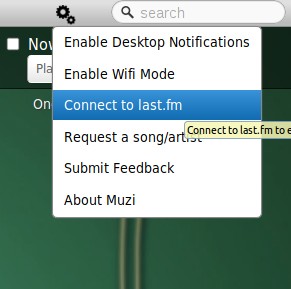 search
Now
Pla
On
Enable Desktop Notifications
Enable Wifi Mode
Connect to last.fm
Request a song/artist
Connect to last.fm to e
Submit Feedback
About Muzi